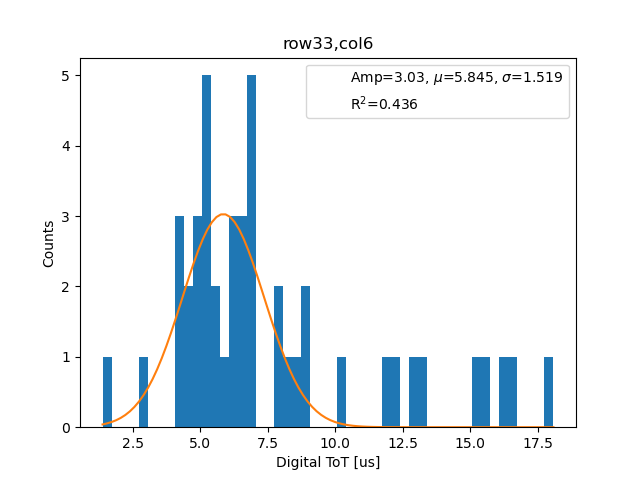 row33,col6
Amp=3.03, μ=5.845, σ=1.519
R²=0.436
5
4
3
2
1
0
Counts
2.5 5.0 7.5 10.0 12.5 15.0 17.5
Digital ToT [us]